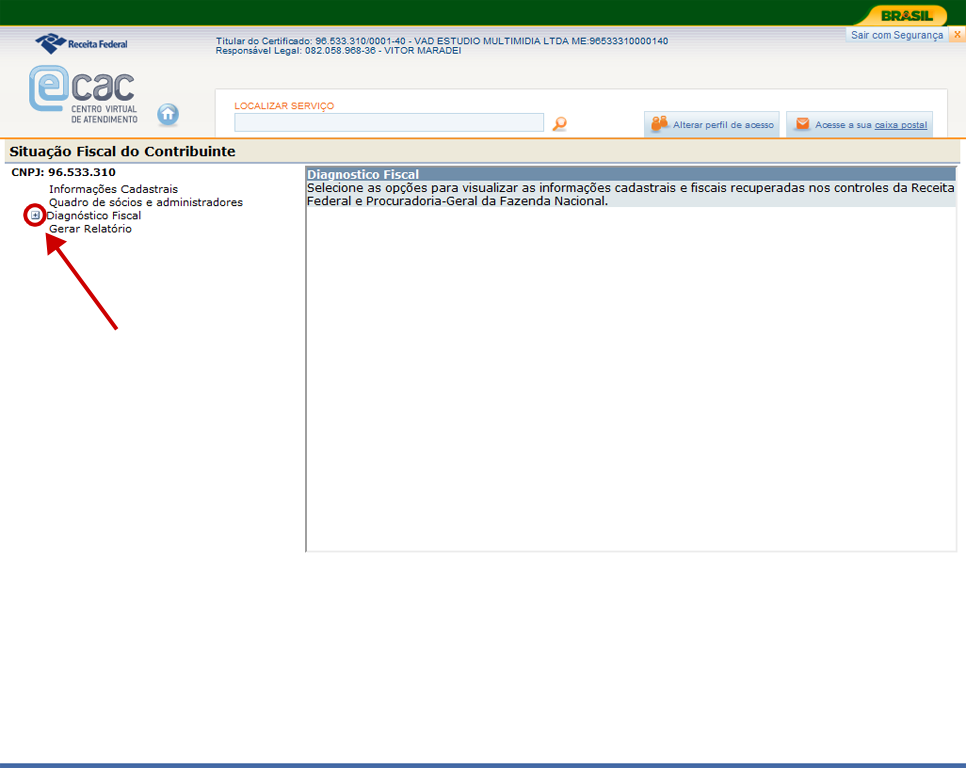 BRASIL
Receita Federal
Titular do Certificado: 96.533.310/0001-40 - VAD ESTUDIO MULTIMIDIA LTDA ME:96533310000140
Responsável Legal: 082.058.968-36 - VITOR MARADEI
Sair com Segurança X
ecac
CENTRO VIRTUAL
DE ATENDIMENTO
LOCALIZAR SERVIÇO
Alterar perfil de acesso
Acesse a sua caixa postal
Situação Fiscal do Contribuinte
CNPJ: 96.533.310
Informações Cadastrais
Quadro de sócios e administradores
Diagnóstico Fiscal
Gerar Relatório
Diagnostico Fiscal
Selecione as opções para visualizar as informações cadastrais e fiscais recuperadas nos controles da Receita
Federal e Procuradoria-Geral da Fazenda Nacional.